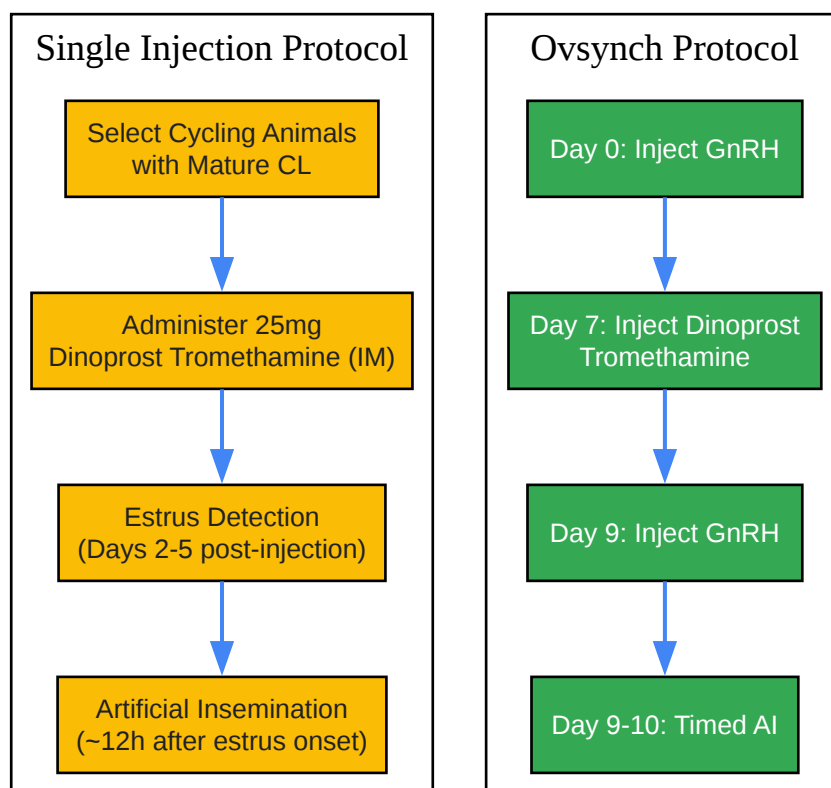 Single Injection Protocol
Select Cycling Animals
with Mature CL
Administer 25mg
Dinoprost Tromethamine (IM)
Estrus Detection
(Days 2-5 post-injection)
Artificial Insemination
(~12h after estrus onset)
Ovsynch Protocol
Day 0: Inject GnRH
Day 7: Inject Dinoprost
Tromethamine
Day 9: Inject GnRH
Day 9-10: Timed AI